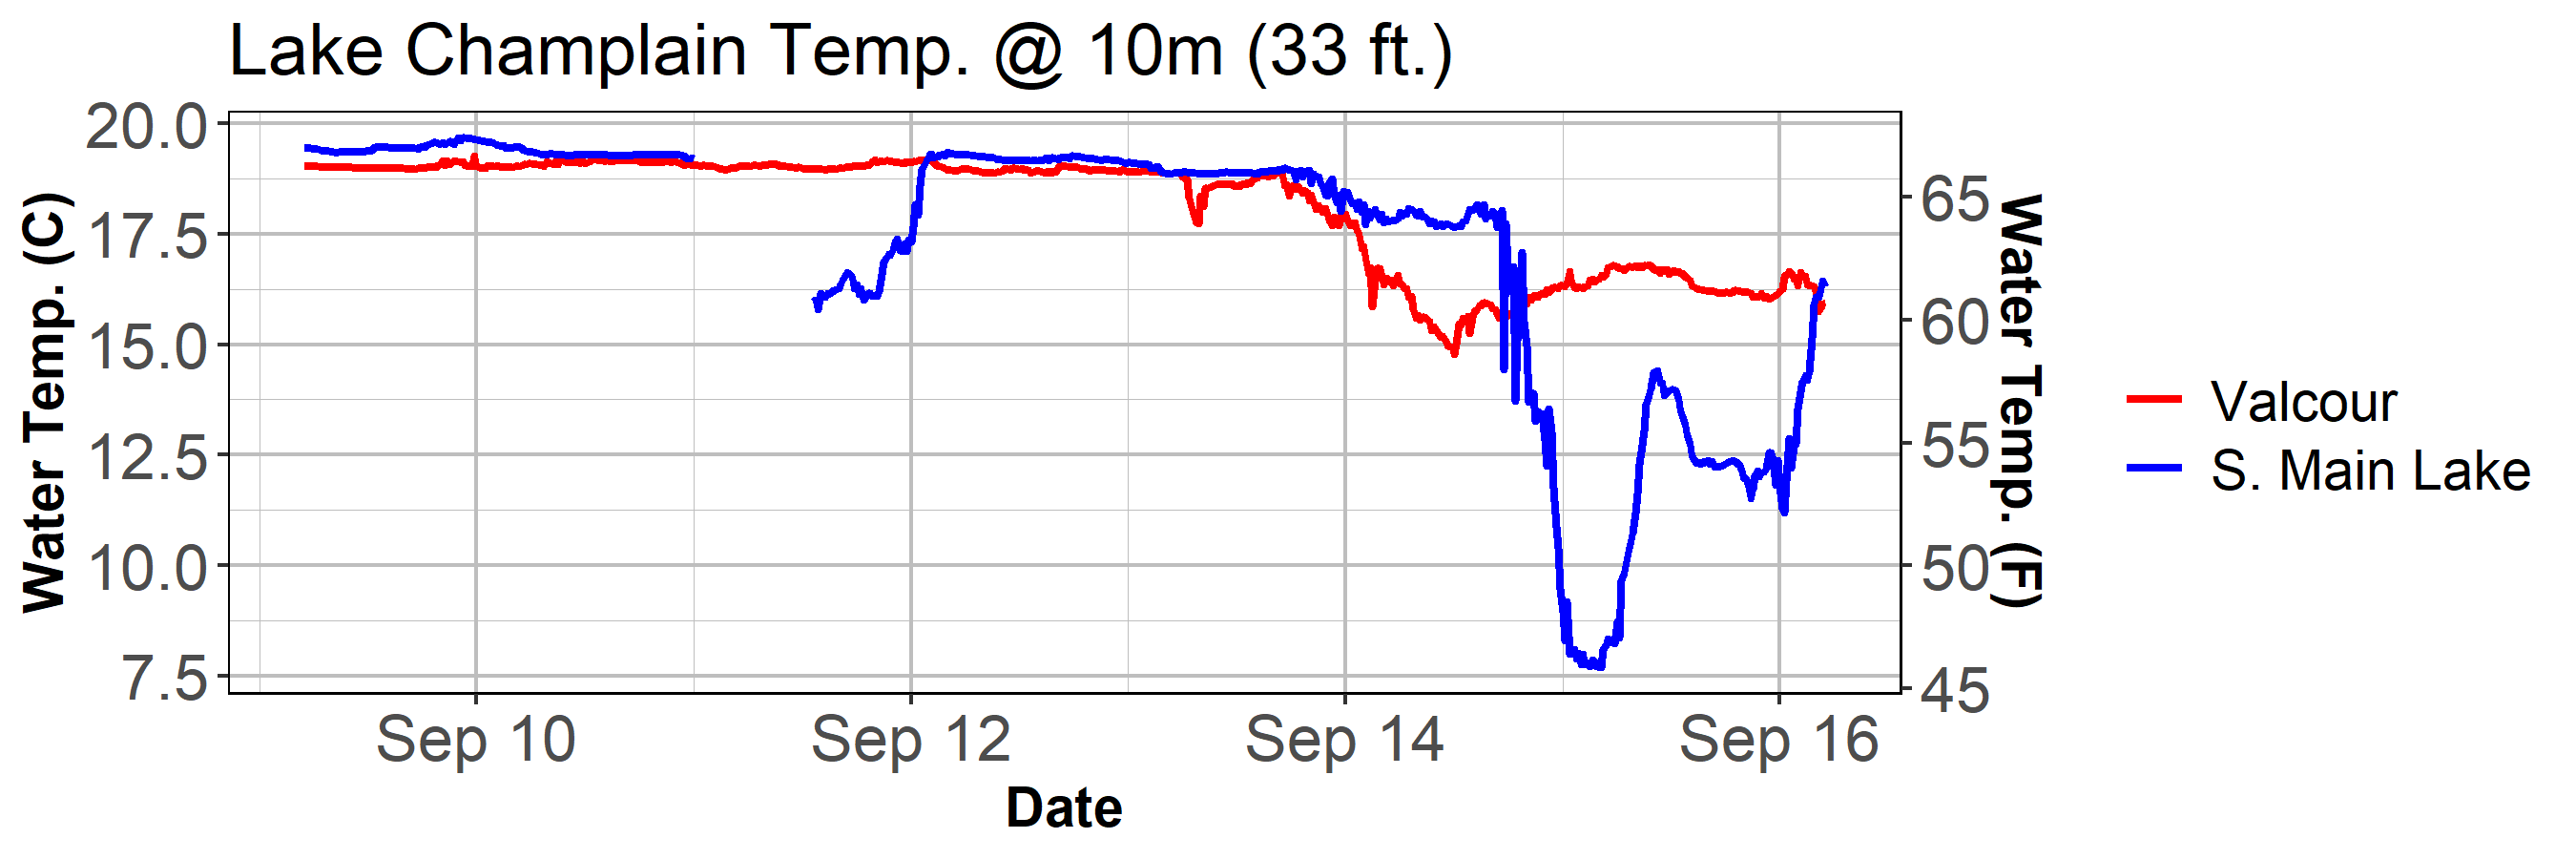 Lake Champlain Temp. @ 10m (33 ft.)
Water Temp. (C)
20.0
17.5
15.0
12.5
10.0
7.5
65
60
55
50
45
Water Temp. (F)
Sep 10
Sep 12
Sep 14
Sep 16
Date
Valcour
S. Main Lake